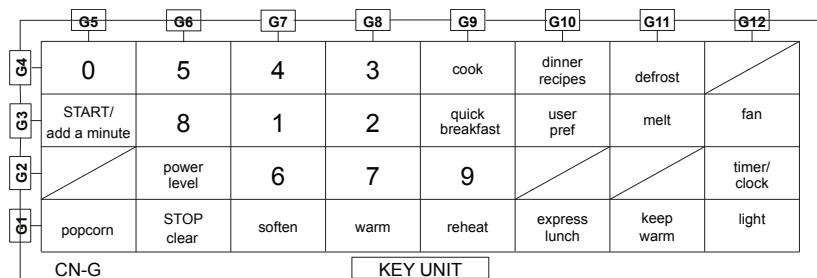 G5 G6 G7 G8 G9 G10 G11 G12
G4 0 5 4 3 cook dinner recipes defrost
G3 START/ add a minute 8 1 2 quick breakfast user pref melt fan
G2 power level 6 7 9 timer/ clock
G1 popcorn STOP clear soften warm reheat express lunch keep warm light
CN-G KEY UNIT